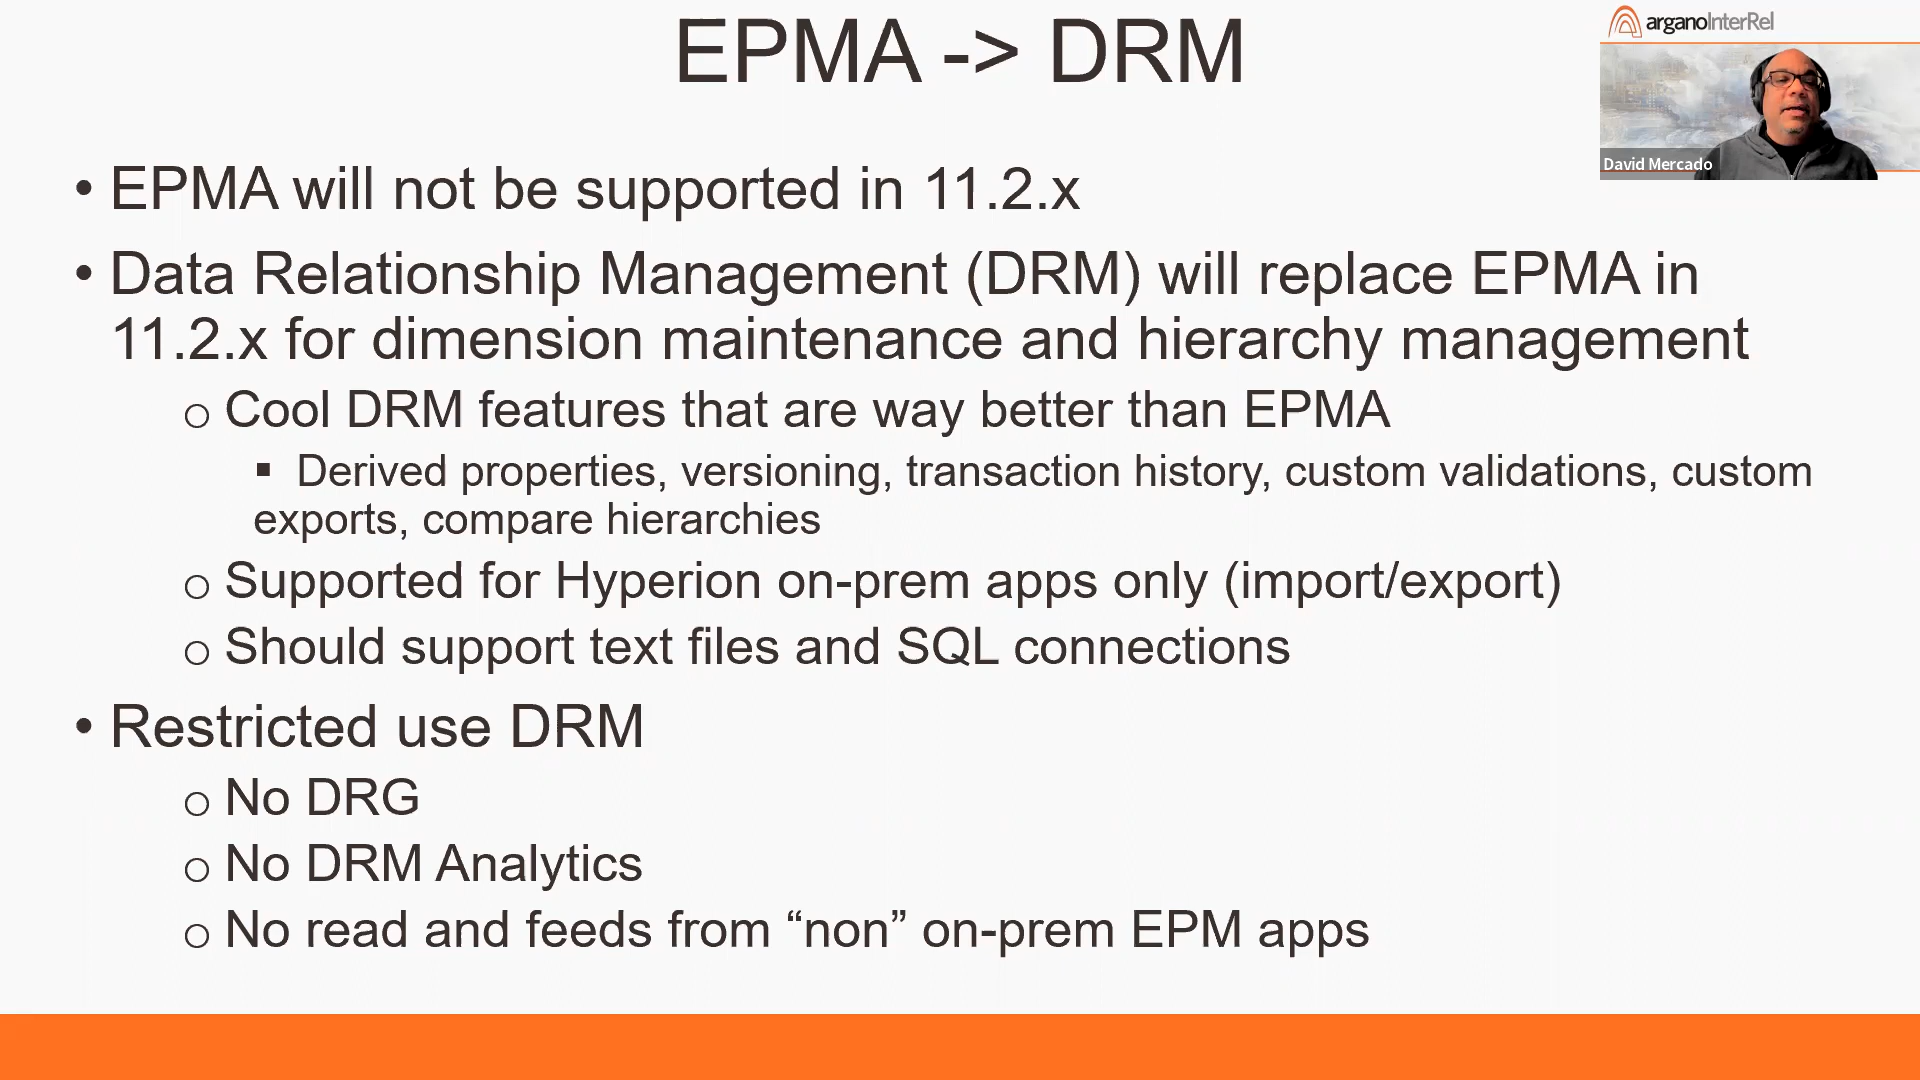 EPMA -> DRM
arganoInterRel
David Mercado
• EPMA will not be supported in 11.2.x
• Data Relationship Management (DRM) will replace EPMA in
11.2.x for dimension maintenance and hierarchy management
o Cool DRM features that are way better than EPMA
▪ Derived properties, versioning, transaction history, custom validations, custom
exports, compare hierarchies
o Supported for Hyperion on-prem apps only (import/export)
o Should support text files and SQL connections
• Restricted use DRM
o No DRG
o No DRM Analytics
o No read and feeds from “non” on-prem EPM apps